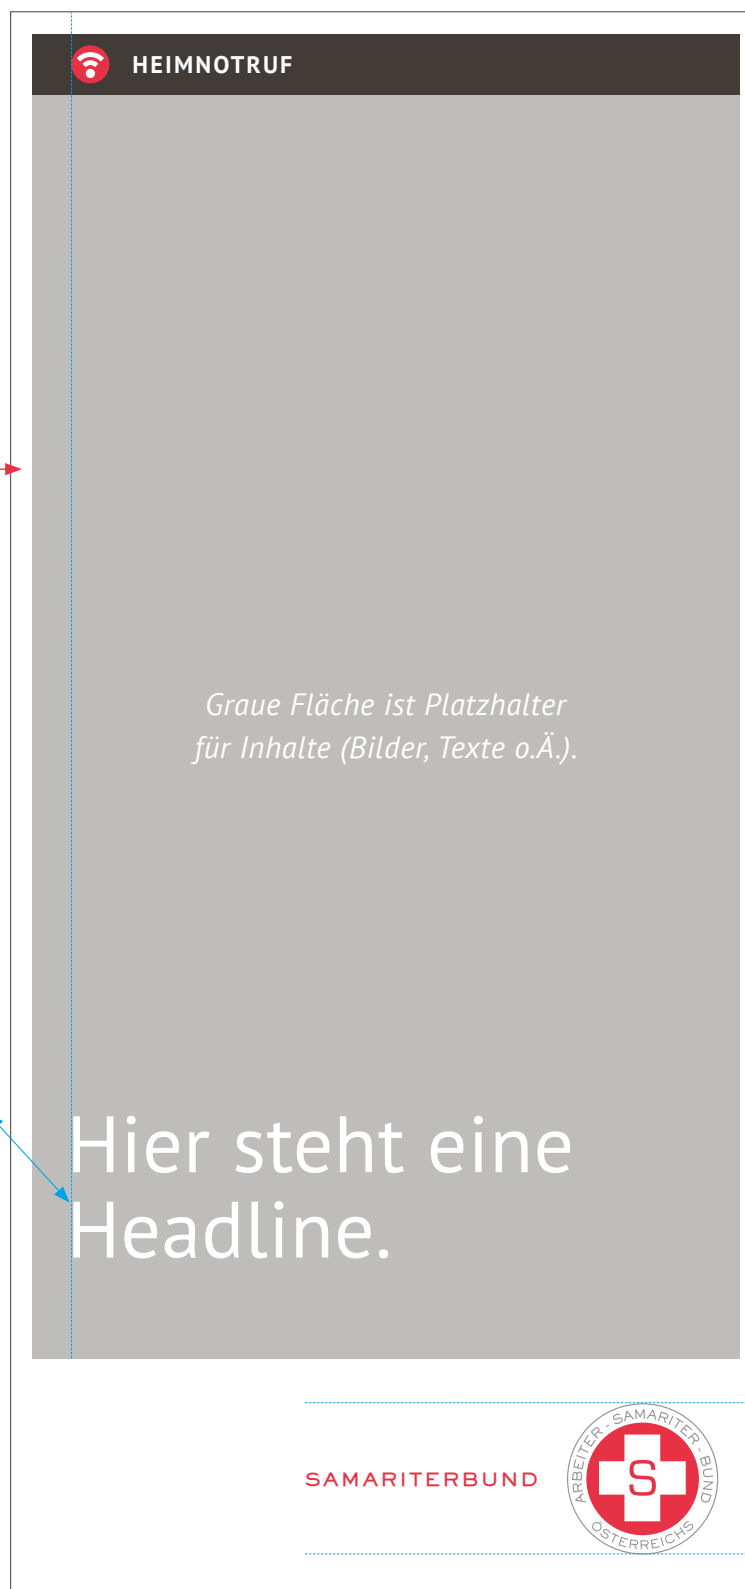 HEIMNOTRUF
Graue Fläche ist Platzhalter
für Inhalte (Bilder, Texte o.Ä.).
Hier steht eine
Headline.
SAMARITERBUND
ARBEITER - SAMARITER - BUND
S
ÖSTERREICHS